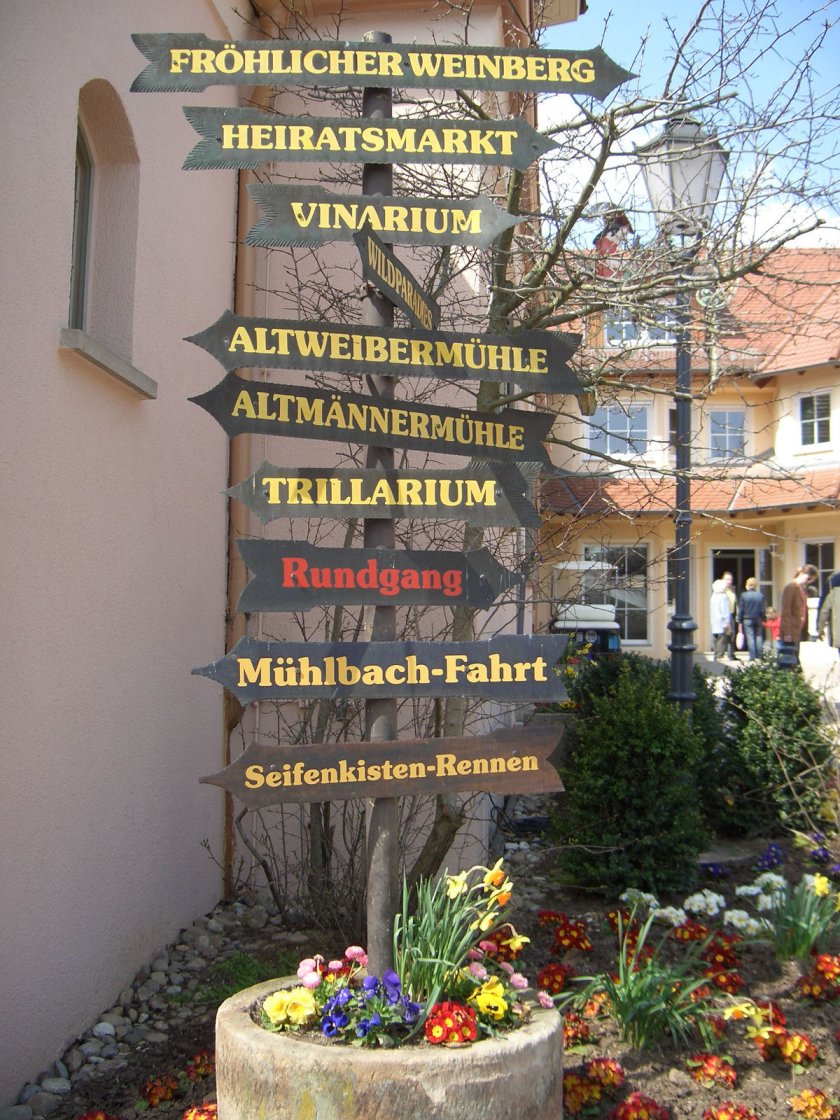 FRÖHLICHER WEINBERG
HEIRATSMARKT
VINARIUM
WILDPARADIES
ALTWEIBERMÜHLE
ALTMÄNNERMÜHLE
TRILLARIUM
Rundgang
Mühlbach-Fahrt
Seifenkisten-Rennen